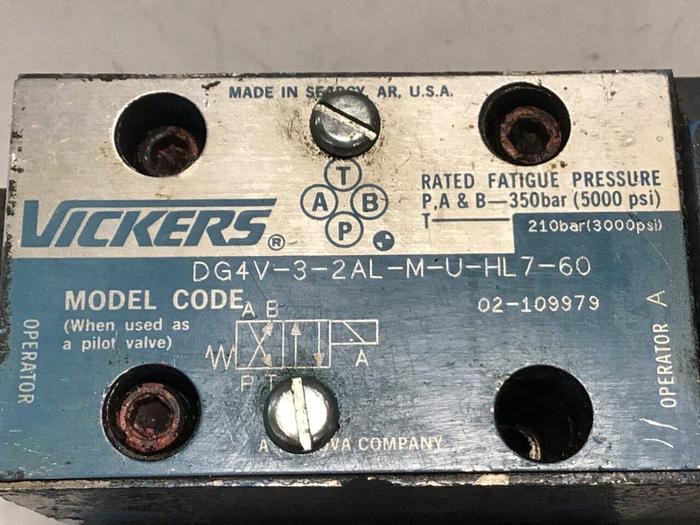 MADE IN SEARCY, AR, U.S.A.
T
A B
P
VICKERS®
RATED FATIGUE PRESSURE
P,A & B—350bar (5000 psi)
T—— 210bar(3000psi)
DG4V-3-2AL-M-U-HL7-60
MODEL CODE
(When used as
a pilot valve)
02-109979
A B
A
P T
OPERATOR
OPERATOR A
A COMPANY